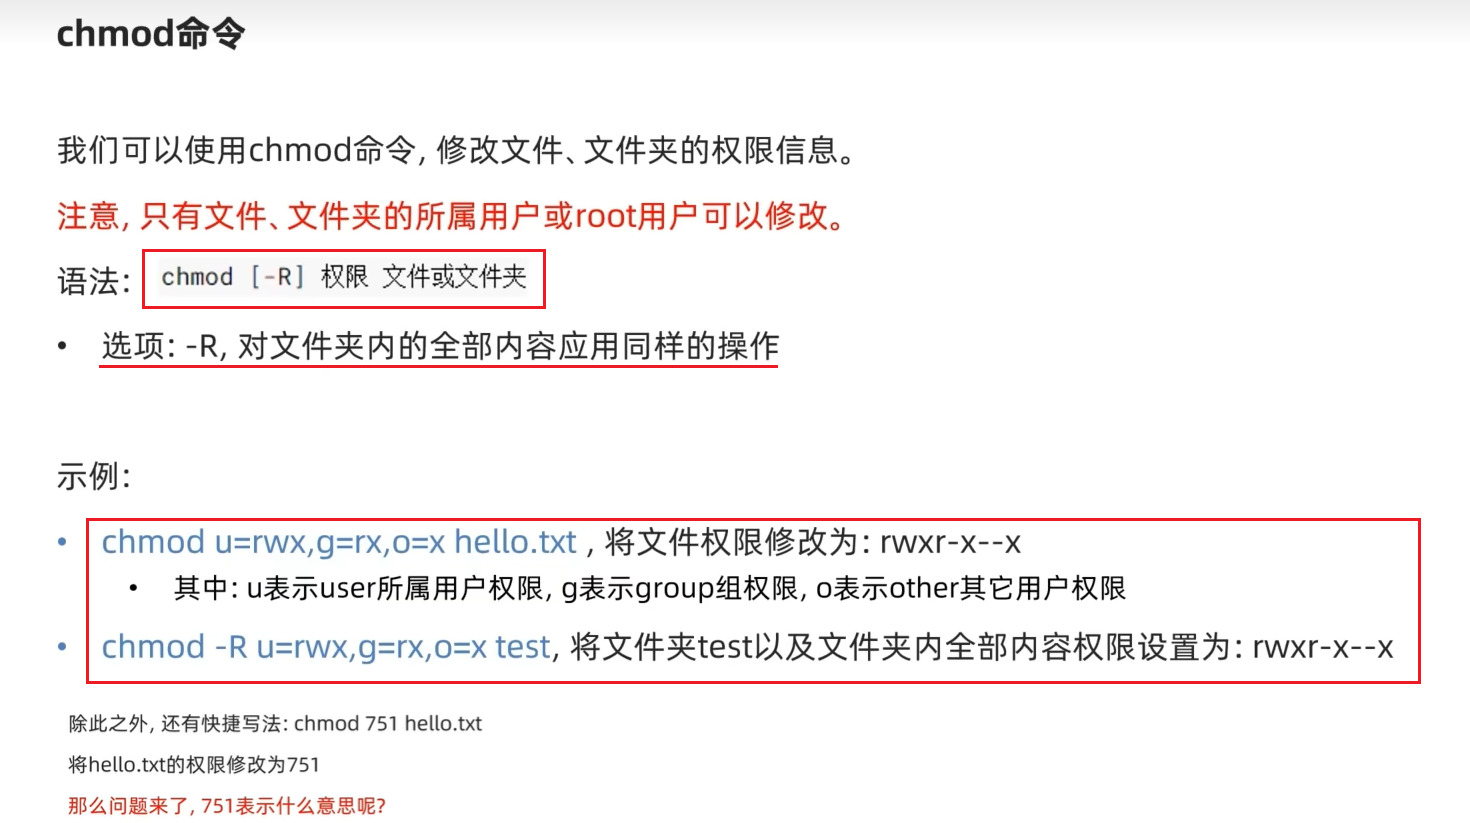 chmod命令
我们可以使用chmod命令, 修改文件、文件夹的权限信息。
注意, 只有文件、文件夹的所属用户或root用户可以修改。
语法: chmod [-R] 权限 文件或文件夹
• 选项: -R, 对文件夹内的全部内容应用同样的操作
示例:
• chmod u=rwx,g=rx,o=x hello.txt , 将文件权限修改为: rwxr-x--x
• 其中: u表示user所属用户权限, g表示group组权限, o表示other其它用户权限
• chmod -R u=rwx,g=rx,o=x test, 将文件夹test以及文件夹内全部内容权限设置为: rwxr-x--x
除此之外, 还有快捷写法: chmod 751 hello.txt
将hello.txt的权限修改为751
那么问题来了, 751表示什么意思呢?